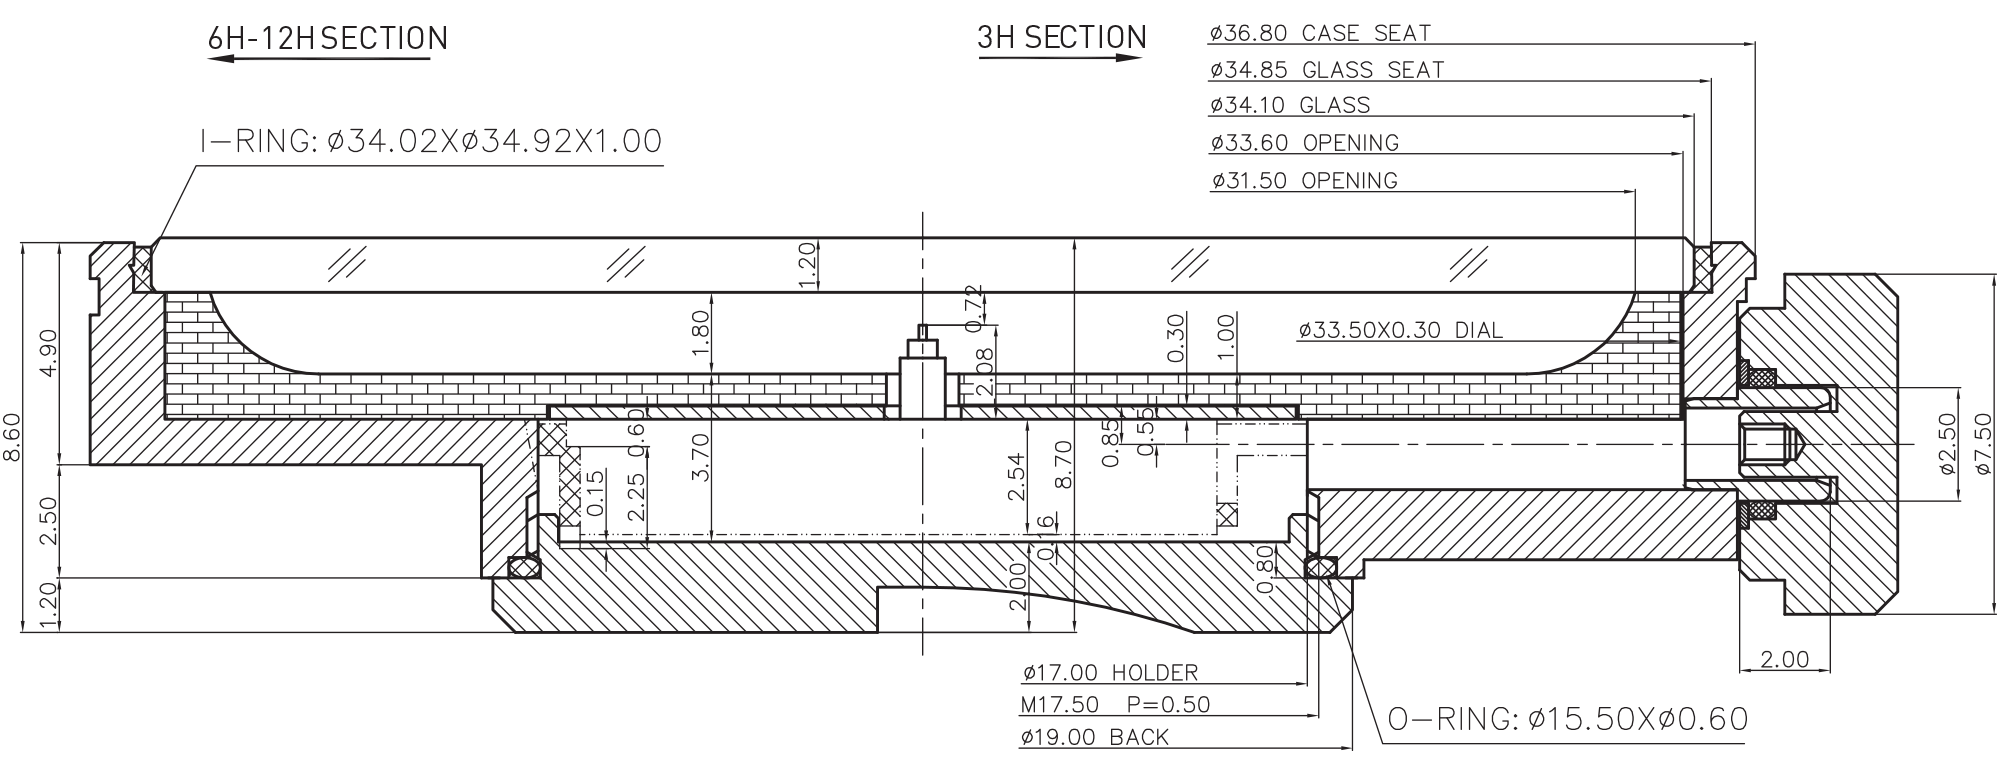 6H-12H SECTION
3H SECTION
ø36.80 CASE SEAT
ø34.85 GLASS SEAT
ø34.10 GLASS
ø33.60 OPENING
ø31.50 OPENING
I-RING: ø34.02Xø34.92X1.00
1.20
0.72
1.80
2.08
0.30
1.00
ø33.50X0.30 DIAL
4.90
8.60
0.60
3.70
0.15
2.25
2.54
8.70
0.85
0.55
ø2.50
ø7.50
2.50
0.16
0.80
1.20
2.00
2.00
ø17.00 HOLDER
M17.50 P=0.50
ø19.00 BACK
O-RING: ø15.50Xø0.60